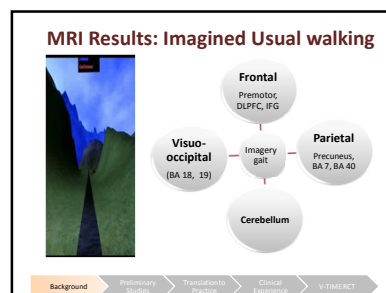 MRI Results: Imagined Usual walking
Frontal
Premotor,
DLPFC, IFG
Visuo-
occipital
(BA 18, 19)
Imagery
gait
Parietal
Precuneus,
BA 7, BA 40
Cerebellum
Background
Preliminary
Studies
Translation to
Practice
Clinical
Experience
V-TIME RCT